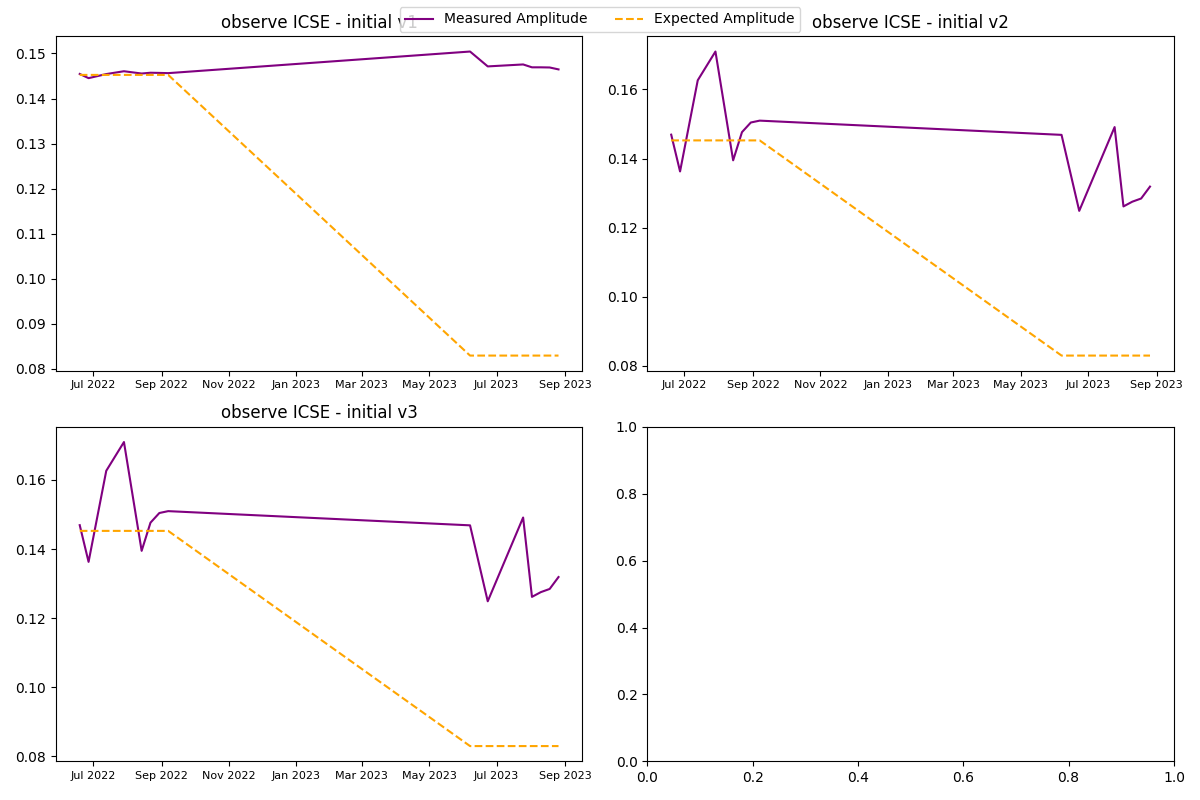 Measured Amplitude
Expected Amplitude
observe ICSE - initial v1
0.15
0.14
0.13
0.12
0.11
0.10
0.09
0.08
Jul 2022
Sep 2022
Nov 2022
Jan 2023
Mar 2023
May 2023
Jul 2023
Sep 2023
observe ICSE - initial v2
0.16
0.14
0.12
0.10
0.08
Jul 2022
Sep 2022
Nov 2022
Jan 2023
Mar 2023
May 2023
Jul 2023
Sep 2023
observe ICSE - initial v3
0.16
0.14
0.12
0.10
0.08
Jul 2022
Sep 2022
Nov 2022
Jan 2023
Mar 2023
May 2023
Jul 2023
Sep 2023
1.0
0.8
0.6
0.4
0.2
0.0
0.0
0.2
0.4
0.6
0.8
1.0